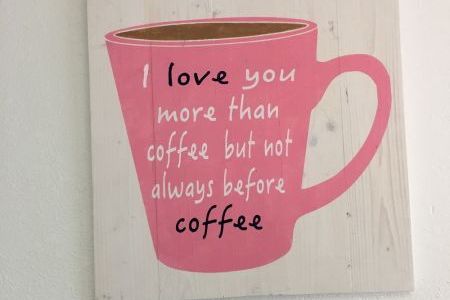 I love you
more than
coffee but not
always before
coffee